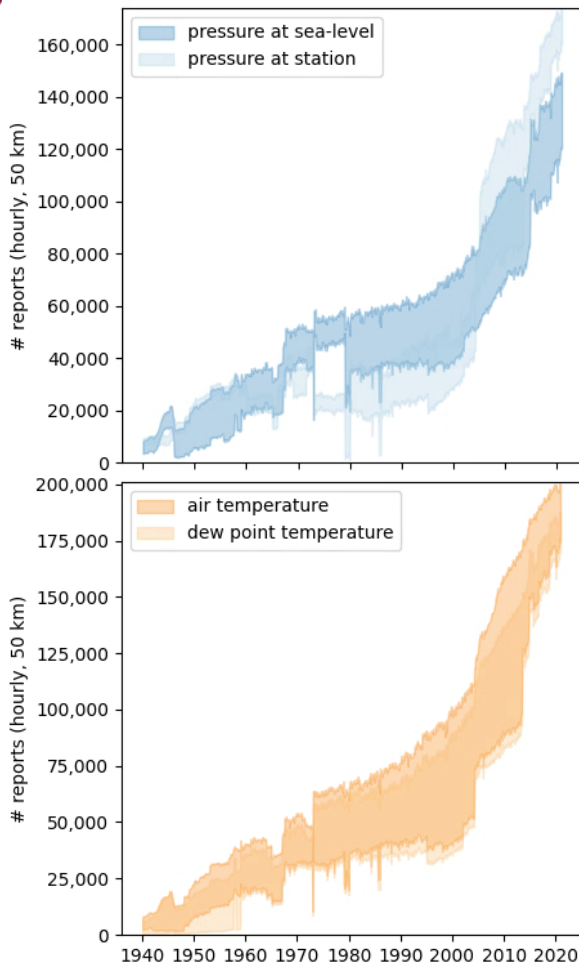 pressure at sea-level
pressure at station
# reports (hourly, 50 km)
160,000
140,000
120,000
100,000
80,000
60,000
40,000
20,000
0
air temperature
dew point temperature
# reports (hourly, 50 km)
200,000
175,000
150,000
125,000
100,000
75,000
50,000
25,000
0
1940 1950 1960 1970 1980 1990 2000 2010 2020